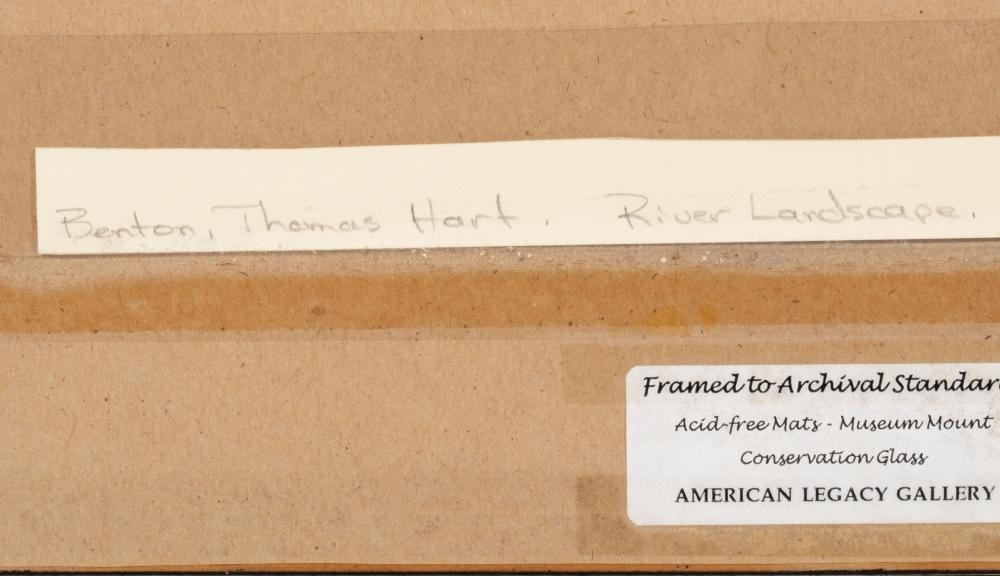 Benton, Thomas Hart. River Landscape.
Framed to Archival Standar
Acid-free Mats - Museum Mount
Conservation Glass
AMERICAN LEGACY GALLERY